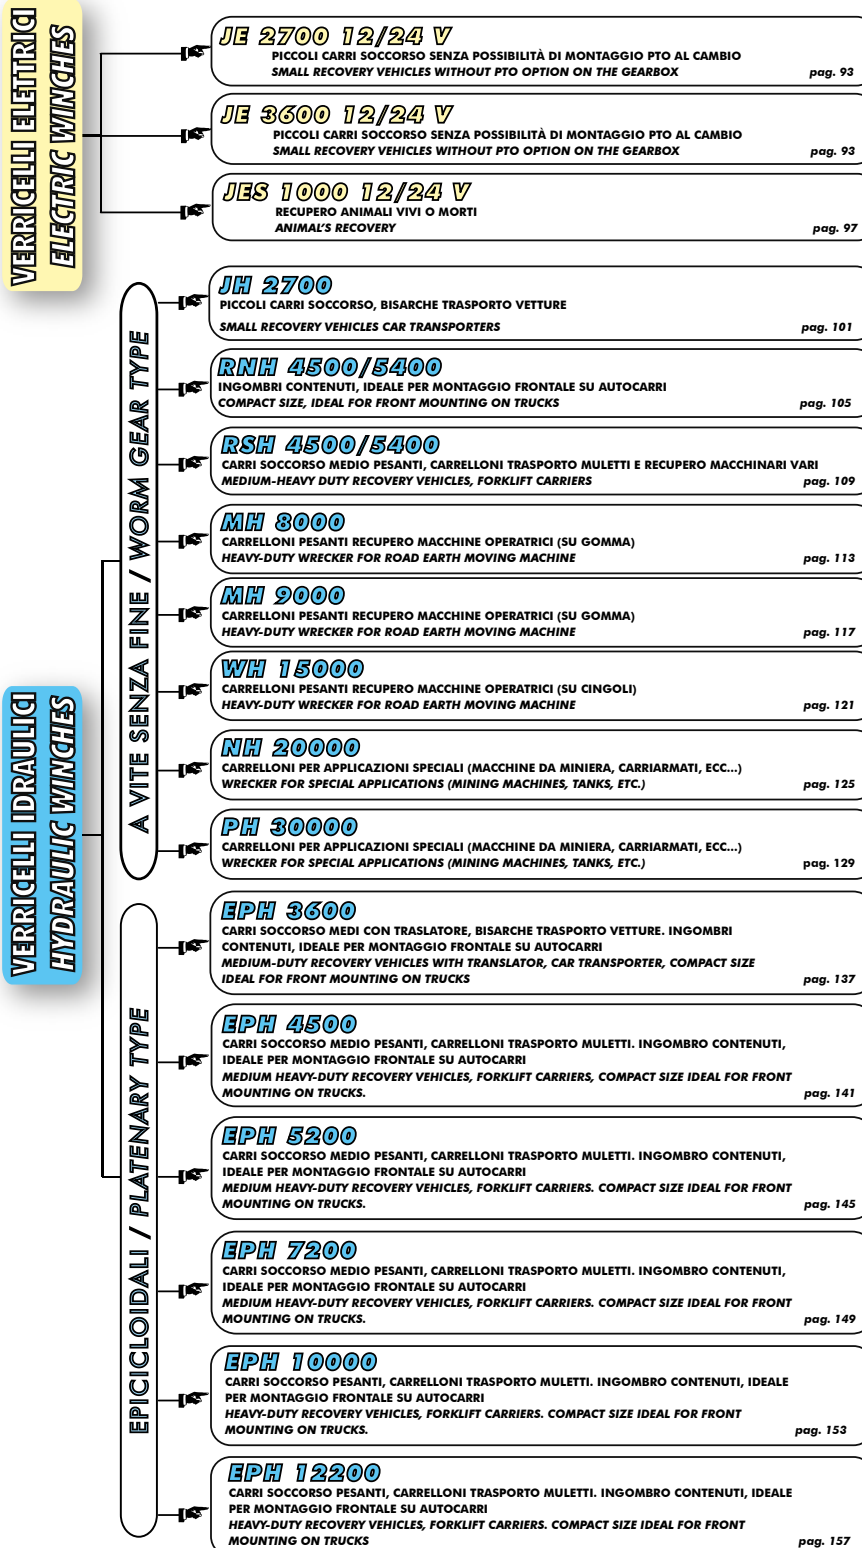 VERRICELLI ELETTRICI
ELECTRIC WINCHES
JE 2700 12/24 V
PICCOLI CARRI SOCCORSO SENZA POSSIBILITÀ DI MONTAGGIO PTO AL CAMBIO
SMALL RECOVERY VEHICLES WITHOUT PTO OPTION ON THE GEARBOX pag. 93
JE 3600 12/24 V
PICCOLI CARRI SOCCORSO SENZA POSSIBILITÀ DI MONTAGGIO PTO AL CAMBIO
SMALL RECOVERY VEHICLES WITHOUT PTO OPTION ON THE GEARBOX pag. 93
JES 1000 12/24 V
RECUPERO ANIMALI VIVI O MORTI
ANIMAL'S RECOVERY pag. 97
VERRICELLI IDRAULICI
HYDRAULIC WINCHES
A VITE SENZA FINE / WORM GEAR TYPE
JH 2700
PICCOLI CARRI SOCCORSO, BISARCHE TRASPORTO VETTURE
SMALL RECOVERY VEHICLES CAR TRANSPORTERS pag. 101
RNH 4500/5400
INGOMBRI CONTENUTI, IDEALE PER MONTAGGIO FRONTALE SU AUTOCARRI
COMPACT SIZE, IDEAL FOR FRONT MOUNTING ON TRUCKS pag. 105
RSH 4500/5400
CARRI SOCCORSO MEDIO PESANTI, CARRELLONI TRASPORTO MULETTI E RECUPERO MACCHINARI VARI
MEDIUM-HEAVY DUTY RECOVERY VEHICLES, FORKLIFT CARRIERS pag. 109
MH 8000
CARRELLONI PESANTI RECUPERO MACCHINE OPERATRICI (SU GOMMA)
HEAVY-DUTY WRECKER FOR ROAD EARTH MOVING MACHINE pag. 113
MH 9000
CARRELLONI PESANTI RECUPERO MACCHINE OPERATRICI (SU GOMMA)
HEAVY-DUTY WRECKER FOR ROAD EARTH MOVING MACHINE pag. 117
WH 15000
CARRELLONI PESANTI RECUPERO MACCHINE OPERATRICI (SU CINGOLI)
HEAVY-DUTY WRECKER FOR ROAD EARTH MOVING MACHINE pag. 121
NH 20000
CARRELLONI PER APPLICAZIONI SPECIALI (MACCHINE DA MINIERA, CARRIARMATI, ECC...)
WRECKER FOR SPECIAL APPLICATIONS (MINING MACHINES, TANKS, ETC.) pag. 125
PH 30000
CARRELLONI PER APPLICAZIONI SPECIALI (MACCHINE DA MINIERA, CARRIARMATI, ECC...)
WRECKER FOR SPECIAL APPLICATIONS (MINING MACHINES, TANKS, ETC.) pag. 129
EPICICLOIDALI / PLATENARY TYPE
EPH 3600
CARRI SOCCORSO MEDI CON TRASLATORE, BISARCHE TRASPORTO VETTURE. INGOMBRI
CONTENUTI, IDEALE PER MONTAGGIO FRONTALE SU AUTOCARRI
MEDIUM-DUTY RECOVERY VEHICLES WITH TRANSLATOR, CAR TRANSPORTER, COMPACT SIZE
IDEAL FOR FRONT MOUNTING ON TRUCKS pag. 137
EPH 4500
CARRI SOCCORSO MEDIO PESANTI, CARRELLONI TRASPORTO MULETTI. INGOMBRO CONTENUTI,
IDEALE PER MONTAGGIO FRONTALE SU AUTOCARRI
MEDIUM HEAVY-DUTY RECOVERY VEHICLES, FORKLIFT CARRIERS, COMPACT SIZE IDEAL FOR FRONT
MOUNTING ON TRUCKS. pag. 141
EPH 5200
CARRI SOCCORSO MEDIO PESANTI, CARRELLONI TRASPORTO MULETTI. INGOMBRO CONTENUTI,
IDEALE PER MONTAGGIO FRONTALE SU AUTOCARRI
MEDIUM HEAVY-DUTY RECOVERY VEHICLES, FORKLIFT CARRIERS. COMPACT SIZE IDEAL FOR FRONT
MOUNTING ON TRUCKS. pag. 145
EPH 7200
CARRI SOCCORSO MEDIO PESANTI, CARRELLONI TRASPORTO MULETTI. INGOMBRO CONTENUTI,
IDEALE PER MONTAGGIO FRONTALE SU AUTOCARRI
MEDIUM HEAVY-DUTY RECOVERY VEHICLES, FORKLIFT CARRIERS. COMPACT SIZE IDEAL FOR FRONT
MOUNTING ON TRUCKS. pag. 149
EPH 10000
CARRI SOCCORSO PESANTI, CARRELLONI TRASPORTO MULETTI. INGOMBRO CONTENUTI, IDEALE
PER MONTAGGIO FRONTALE SU AUTOCARRI
HEAVY-DUTY RECOVERY VEHICLES, FORKLIFT CARRIERS. COMPACT SIZE IDEAL FOR FRONT
MOUNTING ON TRUCKS. pag. 153
EPH 12200
CARRI SOCCORSO PESANTI, CARRELLONI TRASPORTO MULETTI. INGOMBRO CONTENUTI, IDEALE
PER MONTAGGIO FRONTALE SU AUTOCARRI
HEAVY-DUTY RECOVERY VEHICLES, FORKLIFT CARRIERS. COMPACT SIZE IDEAL FOR FRONT
MOUNTING ON TRUCKS pag. 157